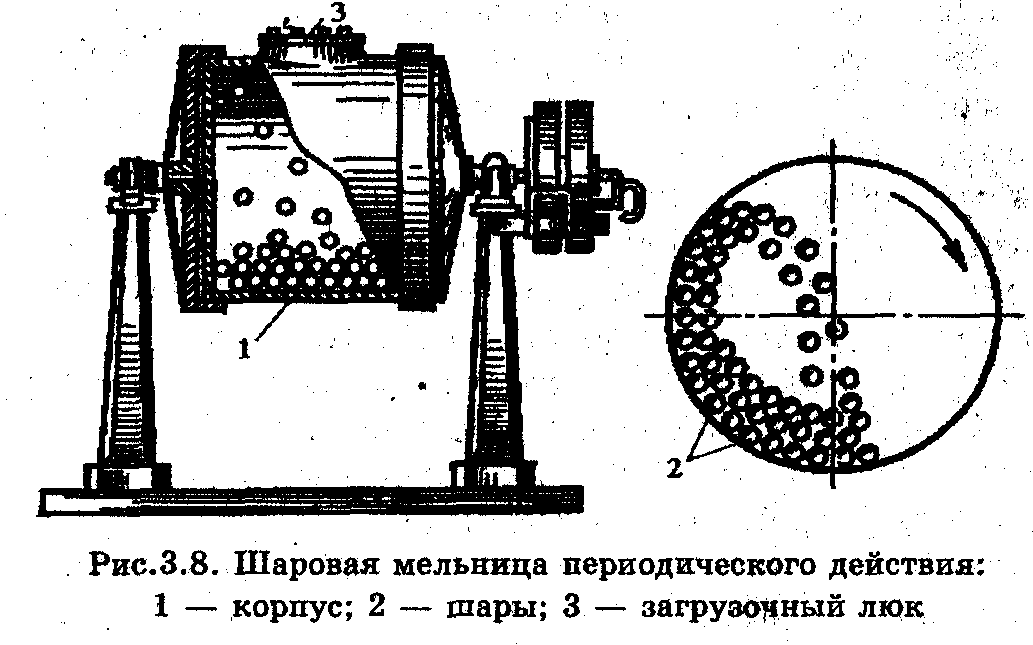 3
1
2
Рис.3.8. Шаровая мельница периодического действия:
1 — корпус; 2 — шары; 3 — загрузочный люк